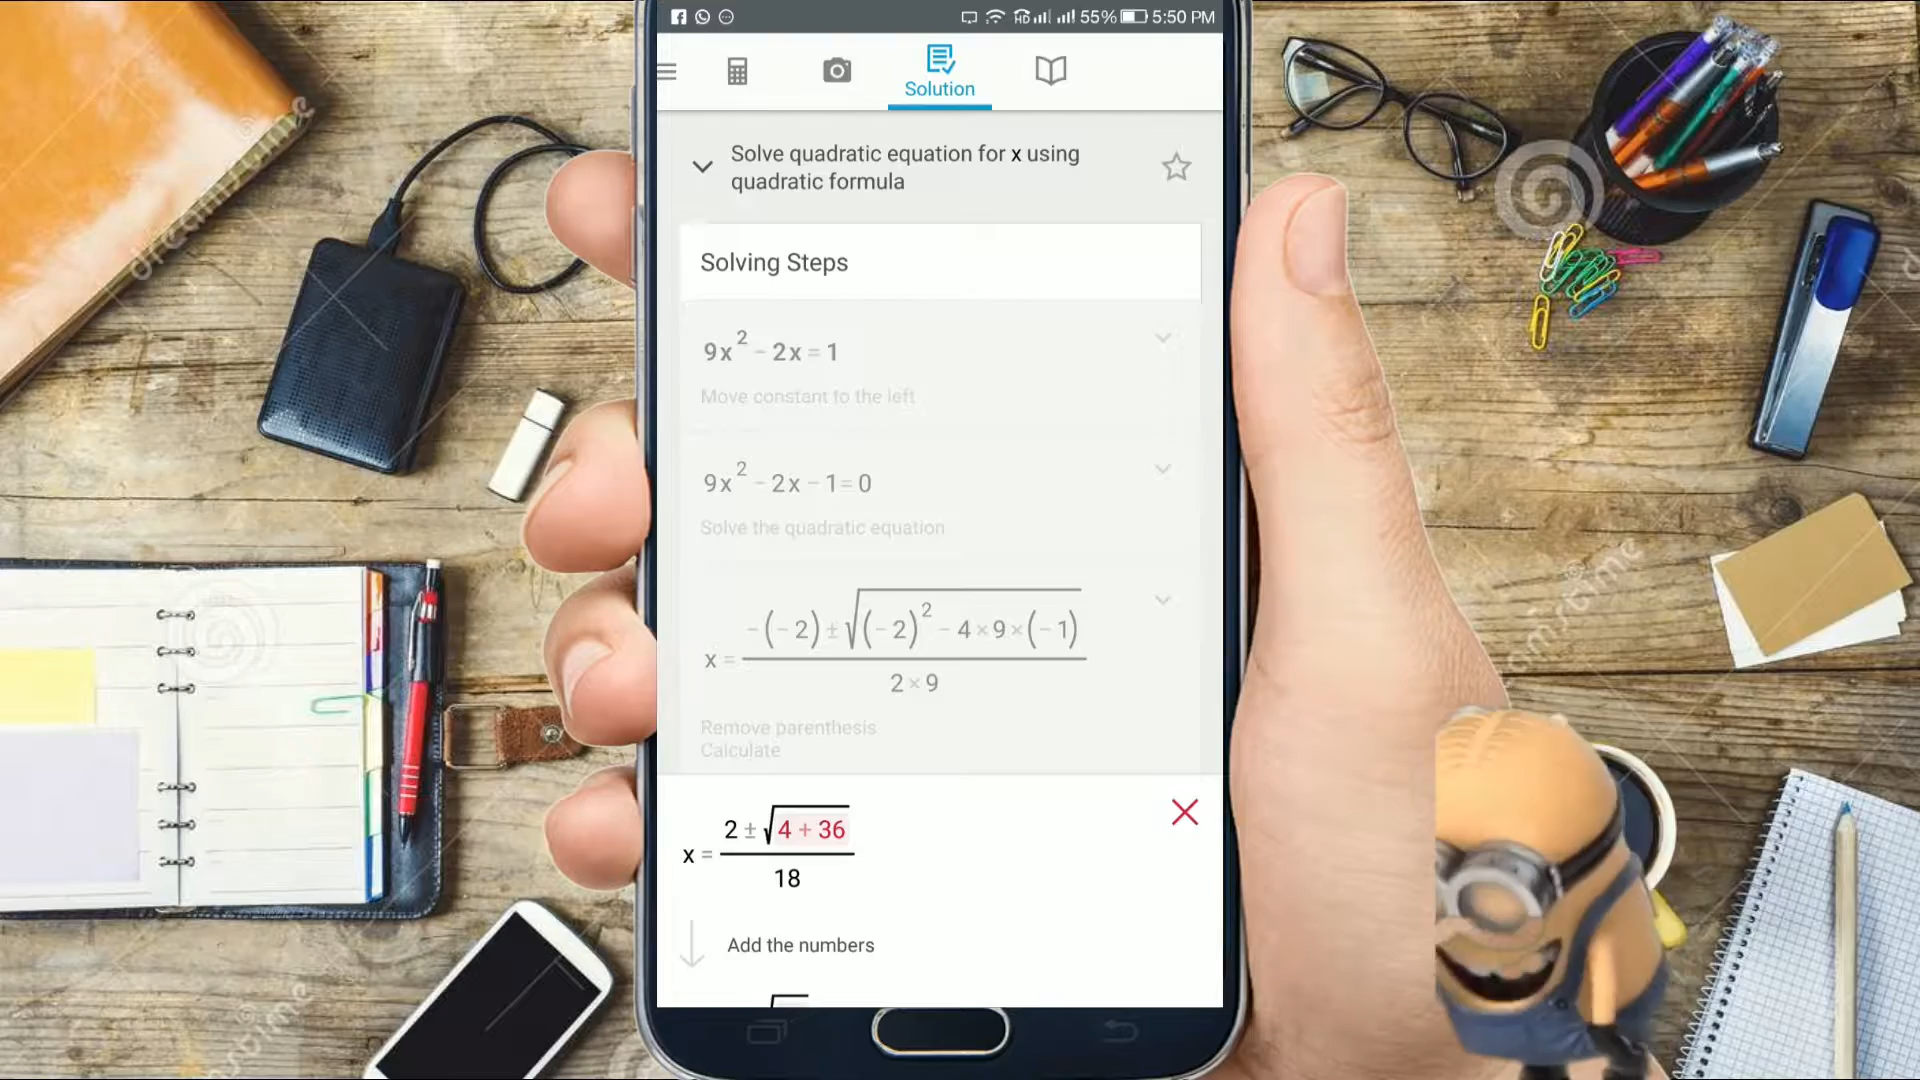 HD 55% 5:50 PM
Solution
Solve quadratic equation for x using
quadratic formula
Solving Steps
9x² - 2x = 1
Move constant to the left
9x² - 2x - 1 = 0
Solve the quadratic equation
x = (-(-2) ± √((-2)² - 4 × 9 × (-1))) / (2 × 9)
Remove parenthesis
Calculate
x = (2 ± √(4 + 36)) / 18
Add the numbers